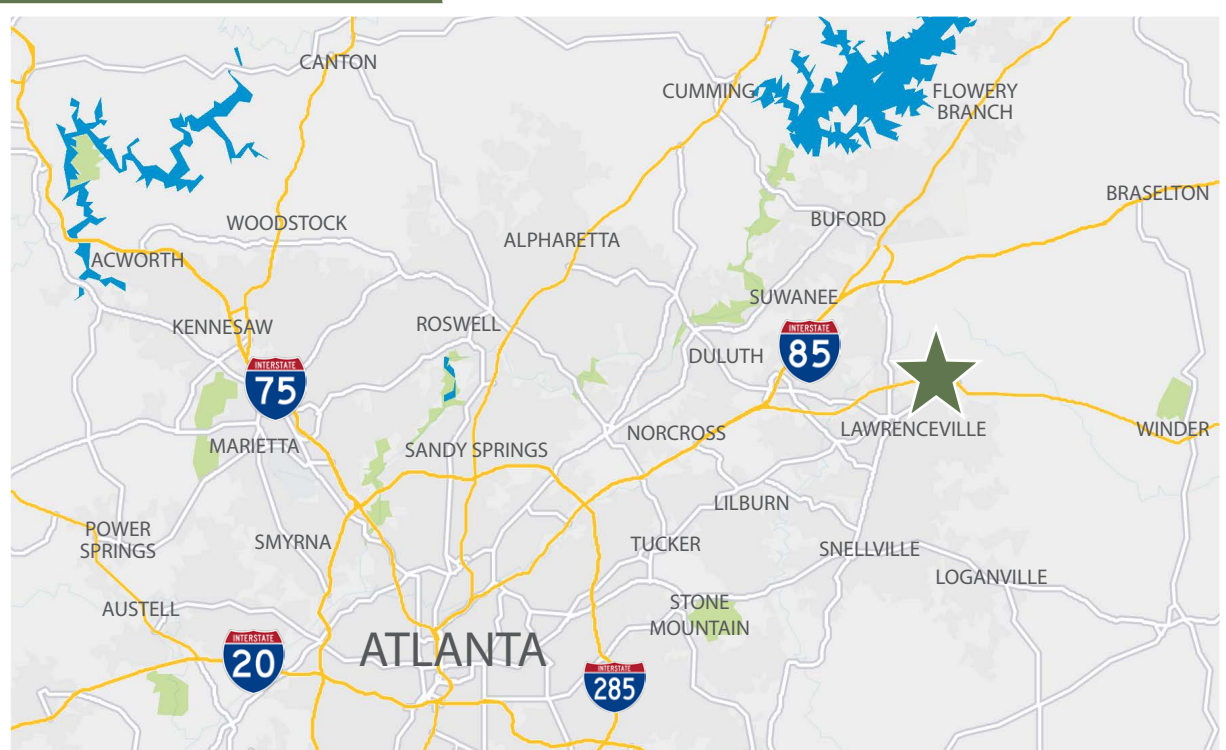 CANTON
CUMMING
FLOWERY
BRANCH
BRASELTON
WOODSTOCK
BUFORD
ALPHARETTA
ACWORTH
SUWANEE
KENNESAW
ROSWELL
INTERSTATE
85
DULUTH
INTERSTATE
75
MARIETTA
SANDY SPRINGS
NORCROSS
LAWRENCEVILLE
WINDER
LILBURN
POWER
SPRINGS
SMYRNA
TUCKER
SNELLVILLE
LOGANVILLE
AUSTELL
STONE
MOUNTAIN
INTERSTATE
20
ATLANTA
INTERSTATE
285